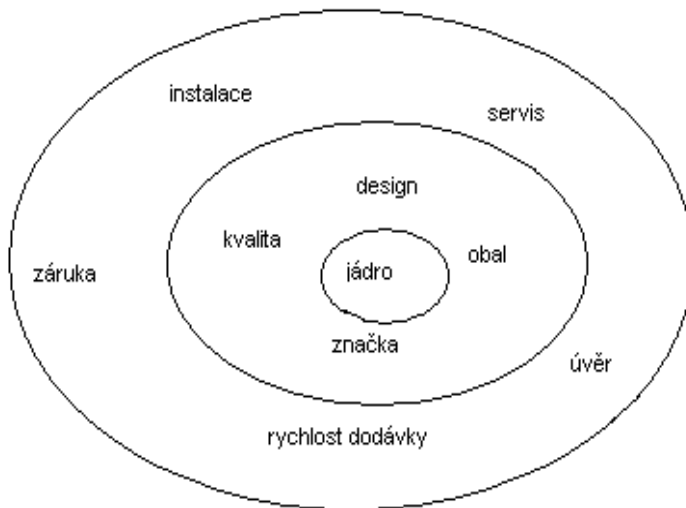 instalace
servis
design
kvalita
obal
záruka
jádro
značka
úvěr
rychlost dodávky